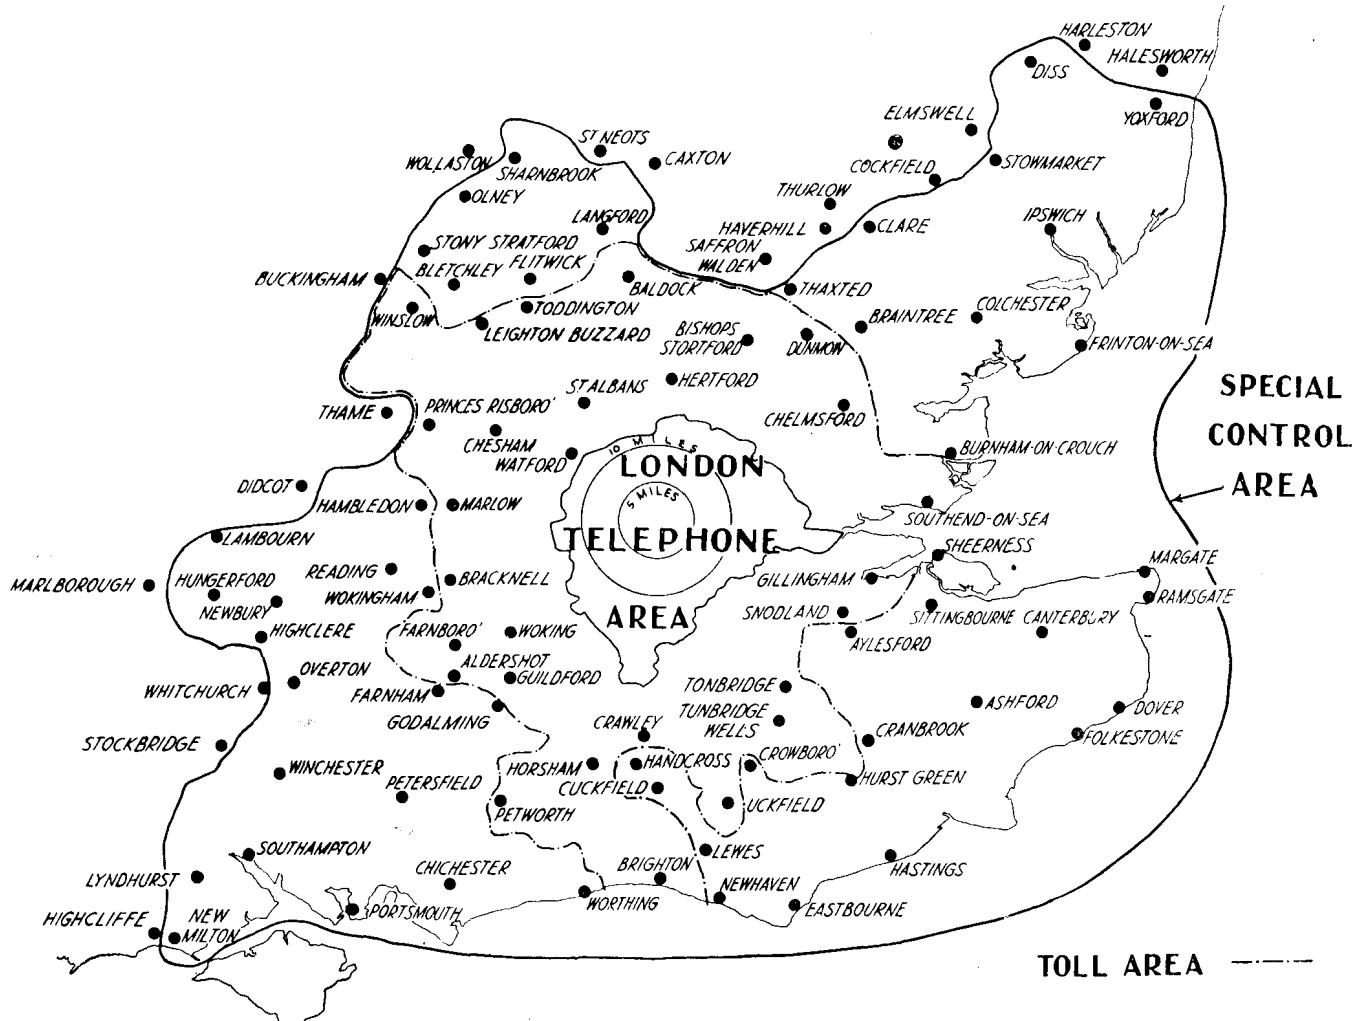 HARLESTON
HALESWORTH
DISS
YOXFORD
ELMSWELL
ST NEOTS
CAXTON
WOLLASTON
SHARNBROOK
COCKFIELD
STOWMARKET
OLNEY
THURLOW
LANGFORD
IPSWICH
HAVERHILL
CLARE
STONY STRATFORD
SAFFRON
WALDEN
BUCKINGHAM
BLETCHLEY
FLITWICK
BALDOCK
THAXTED
WINSLOW
TODDINGTON
COLCHESTER
LEIGHTON BUZZARD
BISHOPS
STORTFORD
DUNMOW
BRAINTREE
FRINTON-ON-SEA
ST ALBANS
HERTFORD
SPECIAL
CONTROL
AREA
THAME
PRINCES RISBORO'
CHELMSFORD
CHESHAM
WATFORD
10 MILES
LONDON
BURNHAM-ON-CROUCH
DIDCOT
HAMBLEDON
MARLOW
5 MILES
SOUTHEND-ON-SEA
LAMBOURN
TELEPHONE
SHEERNESS
MARGATE
MARLBOROUGH
HUNGERFORD
READING
BRACKNELL
GILLINGHAM
NEWBURY
WOKINGHAM
RAMSGATE
AREA
SNODLAND
SITTINGBOURNE
CANTERBURY
HIGHCLERE
FARNBORO'
WOKING
AYLESFORD
OVERTON
ALDERSHOT
GUILDFORD
WHITCHURCH
FARNHAM
TONBRIDGE
GODALMING
TUNBRIDGE
WELLS
ASHFORD
DOVER
STOCKBRIDGE
CRAWLEY
CRANBROOK
FOLKESTONE
WINCHESTER
HORSHAM
HANDCROSS
CROWBORO'
PETERSFIELD
CUCKFIELD
HURST GREEN
PETWORTH
UCKFIELD
SOUTHAMPTON
LEWES
LYNDHURST
CHICHESTER
BRIGHTON
HASTINGS
NEWHAVEN
HIGHCLIFFE
NEW
MILTON
PORTSMOUTH
WORTHING
EASTBOURNE
TOLL AREA